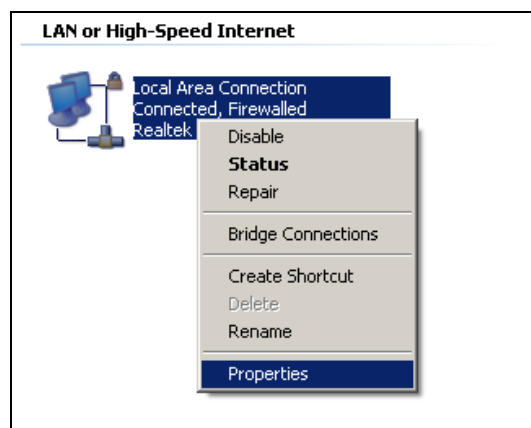 LAN or High-Speed Internet
Local Area Connection
Connected, Firewalled
Realtek
Disable
Status
Repair
Bridge Connections
Create Shortcut
Delete
Rename
Properties